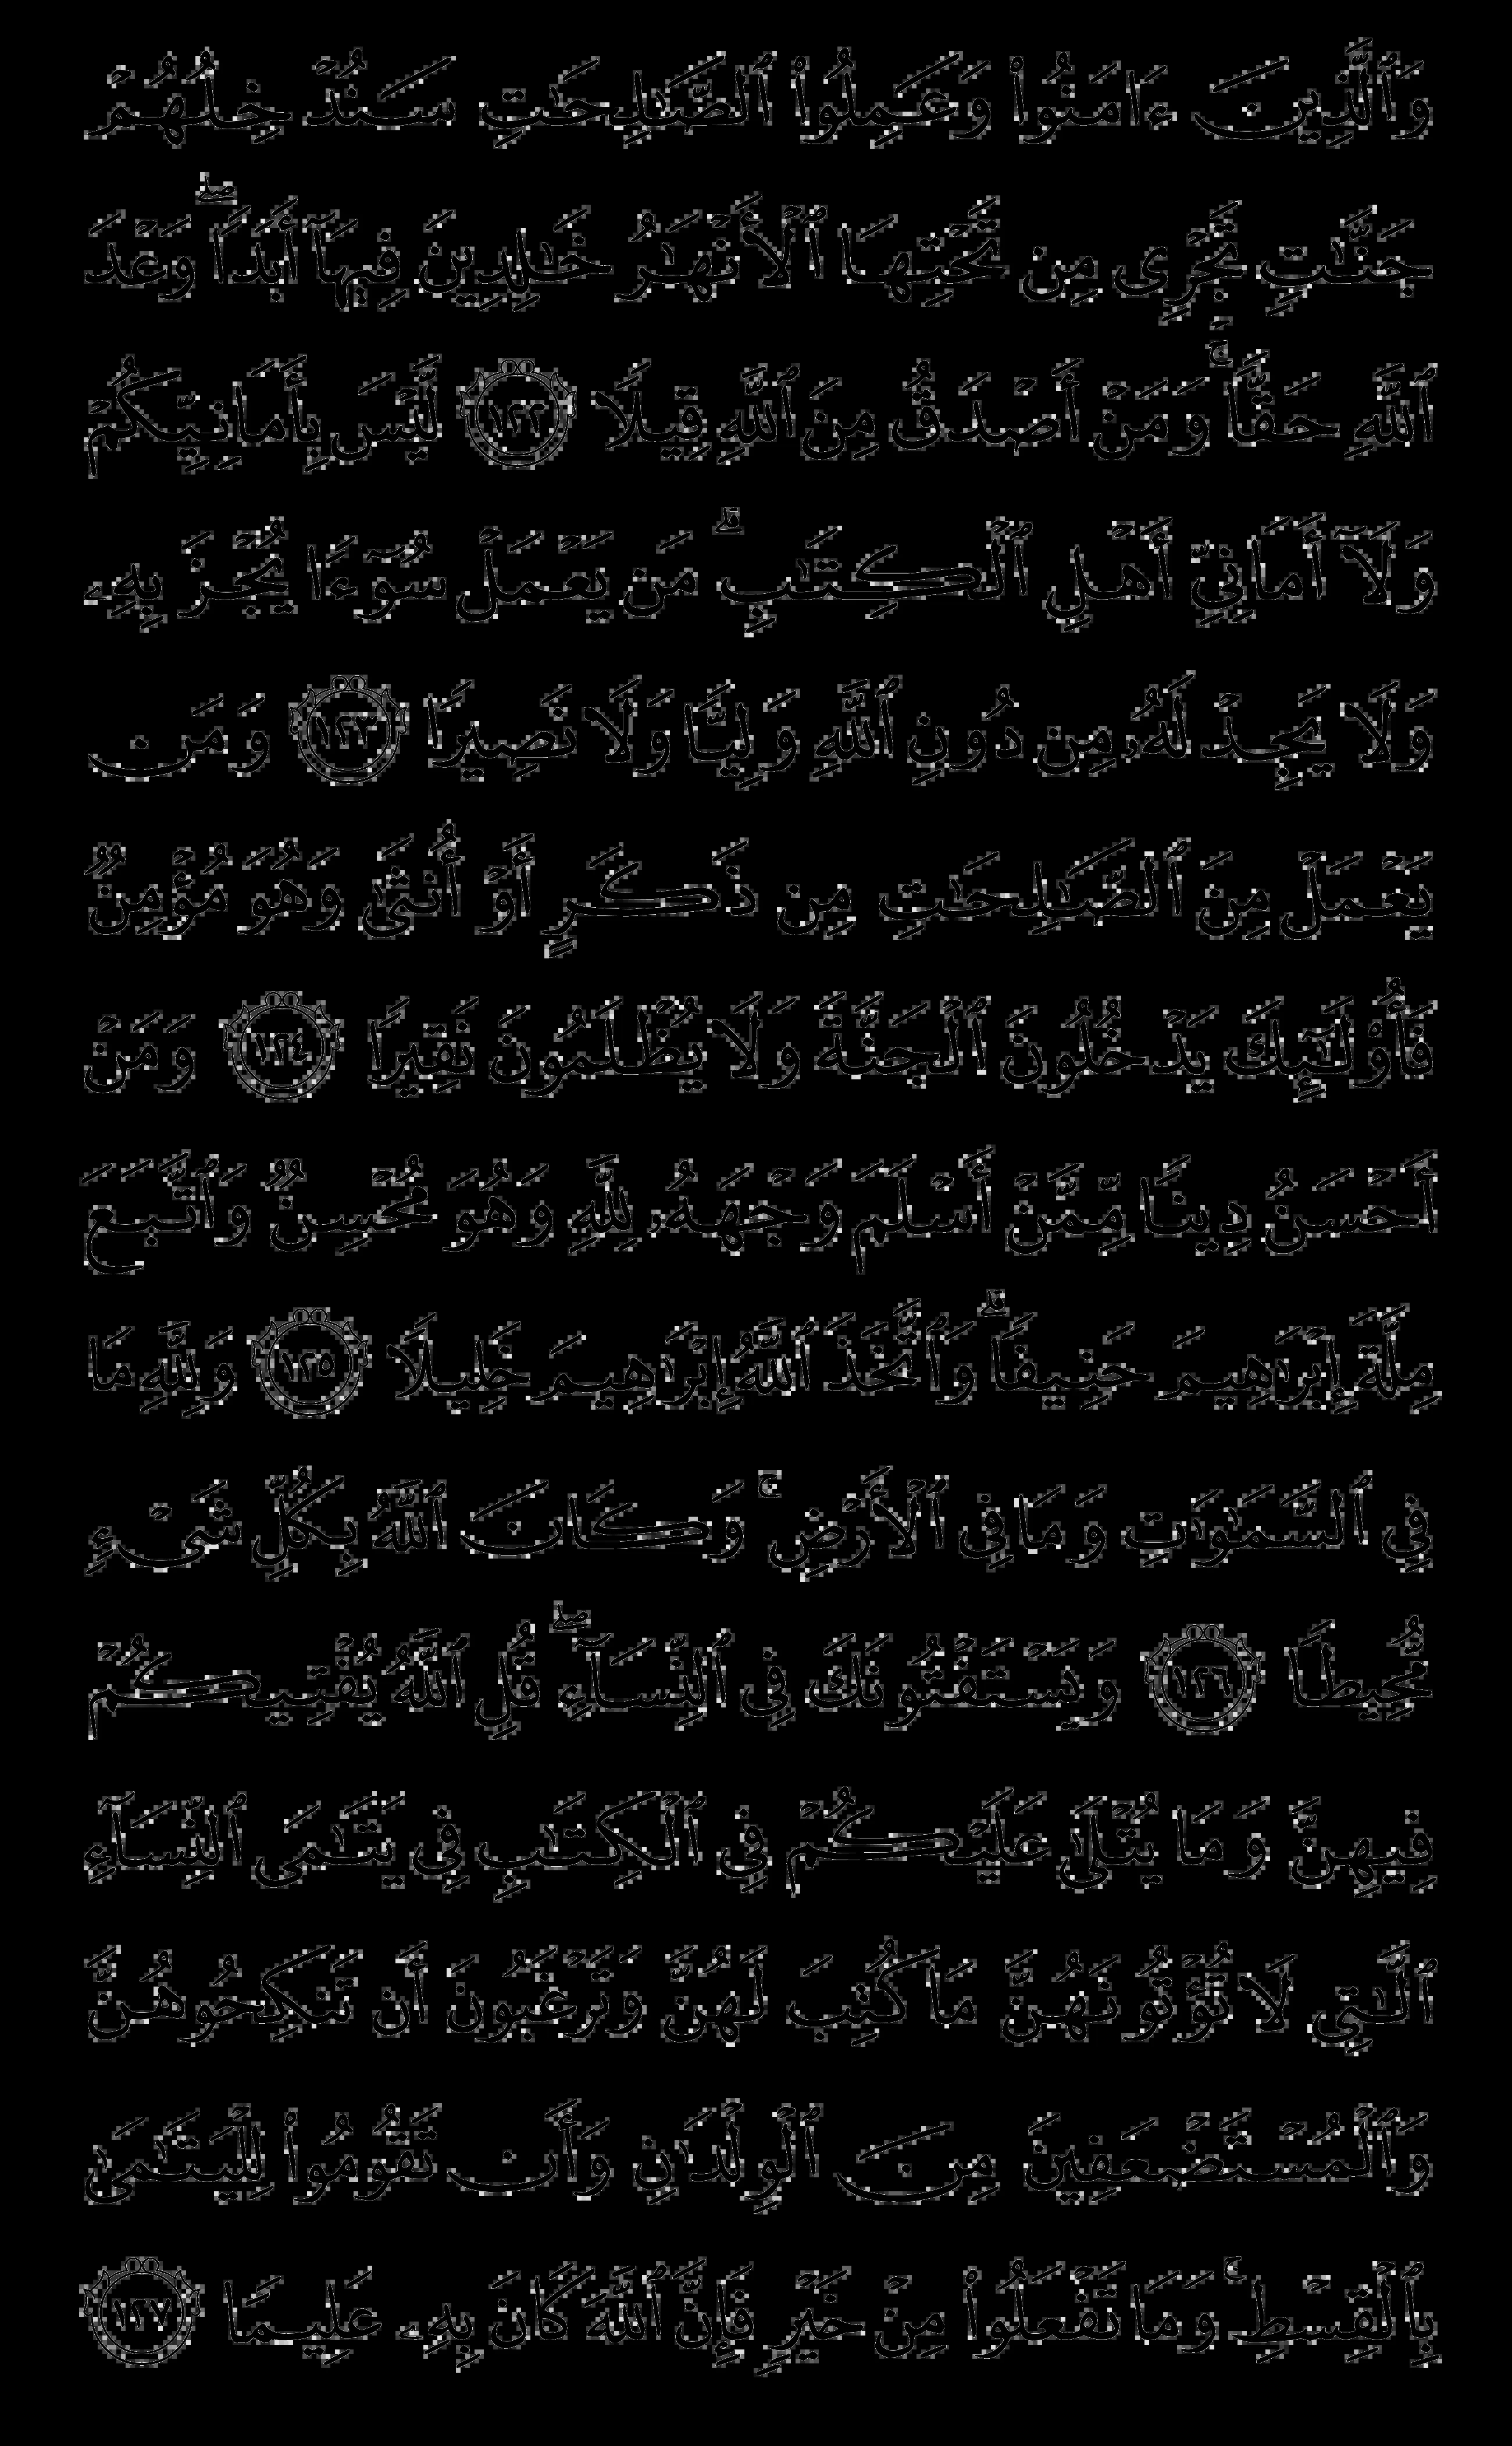 وَٱلَّذِينَ ءَامَنُوا۟ وَعَمِلُوا۟ ٱلصَّـٰلِحَـٰتِ سَنُدْخِلُهُمْ
جَنَّـٰتٍ تَجْرِى مِن تَحْتِهَا ٱلْأَنْهَـٰرُ خَـٰلِدِينَ فِيهَآ أَبَدًا ۖ وَعْدَ
ٱللَّهِ حَقًّا ۚ وَمَنْ أَصْدَقُ مِنَ ٱللَّهِ قِيلًا ١٢٢ لَّيْسَ بِأَمَانِيِّكُمْ
وَلَآ أَمَانِىِّ أَهْلِ ٱلْكِتَـٰبِ ۗ مَن يَعْمَلْ سُوٓءًا يُجْزَ بِهِۦ
وَلَا يَجِدْ لَهُۥ مِن دُونِ ٱللَّهِ وَلِيًّا وَلَا نَصِيرًا ١٢٣ وَمَن
يَعْمَلْ مِنَ ٱلصَّـٰلِحَـٰتِ مِن ذَكَرٍ أَوْ أُنثَىٰ وَهُوَ مُؤْمِنٌ
فَأُو۟لَـٰٓئِكَ يَدْخُلُونَ ٱلْجَنَّةَ وَلَا يُظْلَمُونَ نَقِيرًا ١٢٤ وَمَنْ
أَحْسَنُ دِينًا مِّمَّنْ أَسْلَمَ وَجْهَهُۥ لِلَّهِ وَهُوَ مُحْسِنٌ وَٱتَّبَعَ
مِلَّةَ إِبْرَٰهِيمَ حَنِيفًا ۗ وَٱتَّخَذَ ٱللَّهُ إِبْرَٰهِيمَ خَلِيلًا ١٢٥ وَلِلَّهِ مَا
فِى ٱلسَّمَـٰوَٰتِ وَمَا فِى ٱلْأَرْضِ ۚ وَكَانَ ٱللَّهُ بِكُلِّ شَىْءٍ
مُّحِيطًا ١٢٦ وَيَسْتَفْتُونَكَ فِى ٱلنِّسَآءِ ۖ قُلِ ٱللَّهُ يُفْتِيكُمْ
فِيهِنَّ وَمَا يُتْلَىٰ عَلَيْكُمْ فِى ٱلْكِتَـٰبِ فِى يَتَـٰمَى ٱلنِّسَآءِ
ٱلَّـٰتِى لَا تُؤْتُونَهُنَّ مَا كُتِبَ لَهُنَّ وَتَرْغَبُونَ أَن تَنكِحُوهُنَّ
وَٱلْمُسْتَضْعَفِينَ مِنَ ٱلْوِلْدَٰنِ وَأَن تَقُومُوا۟ لِلْيَتَـٰمَىٰ
بِٱلْقِسْطِ ۚ وَمَا تَفْعَلُوا۟ مِنْ خَيْرٍ فَإِنَّ ٱللَّهَ كَانَ بِهِۦ عَلِيمًا ١٢٧